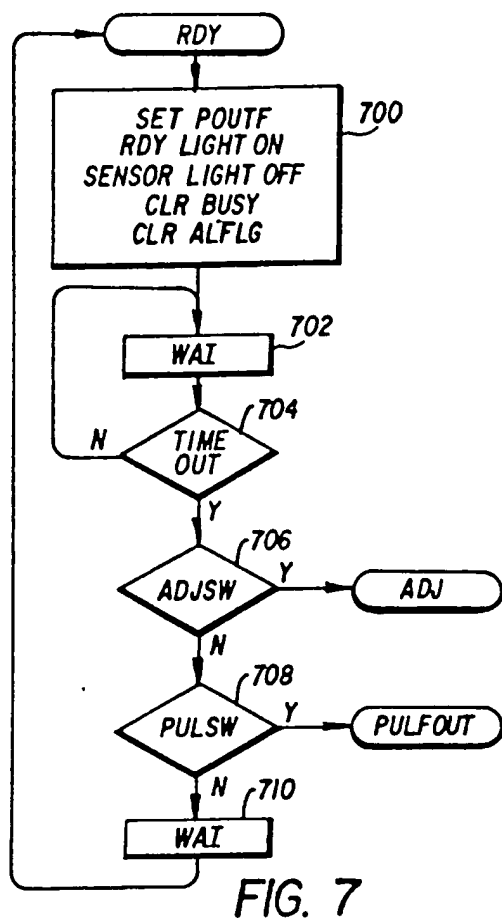 RDY
700
SET POUTF
RDY LIGHT ON
SENSOR LIGHT OFF
CLR BUSY
CLR ALFLG
702
WAI
704
N
TIME
OUT
Y
706
ADJSW
Y
ADJ
N
708
PULSW
Y
PULFOUT
N
710
WAI
FIG. 7